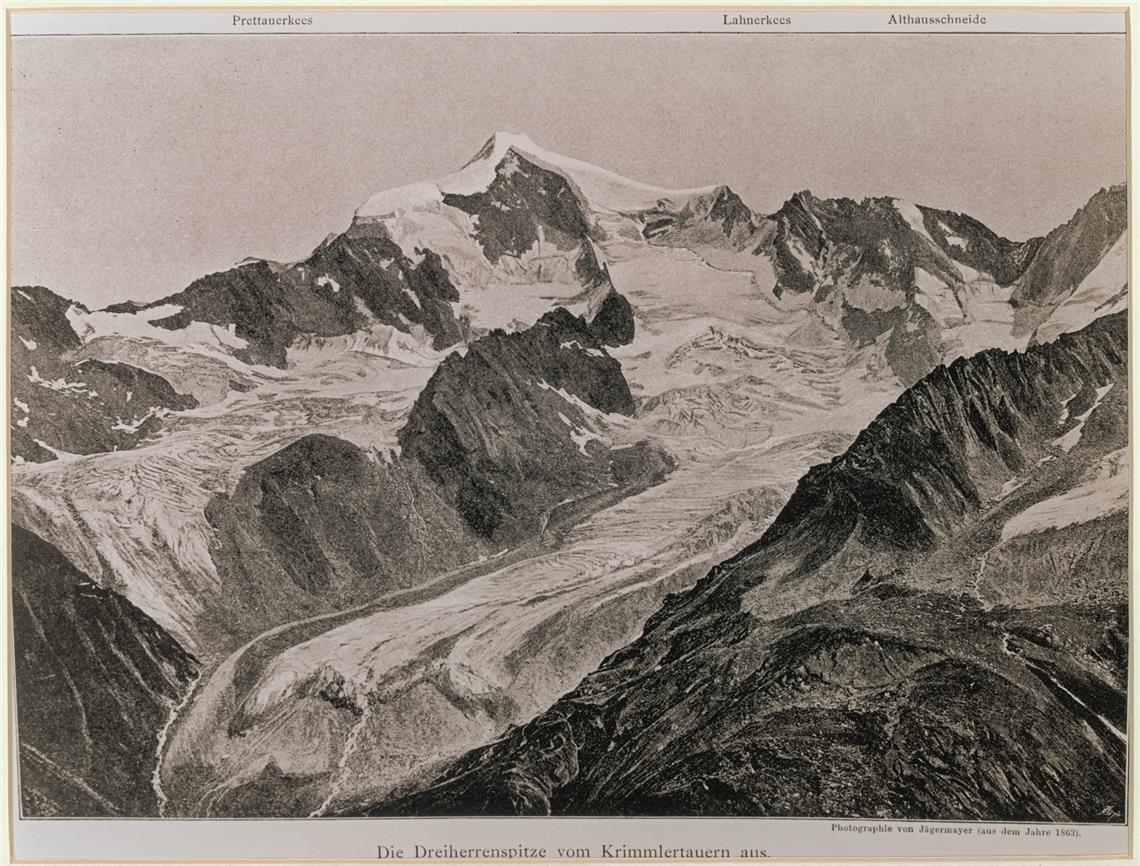 Prettauerkees Lahnerkees Althausschneide
Photographie von Jägermayer (aus dem Jahre 1863).
Die Dreiherrenspitze vom Krimmlertauern aus.